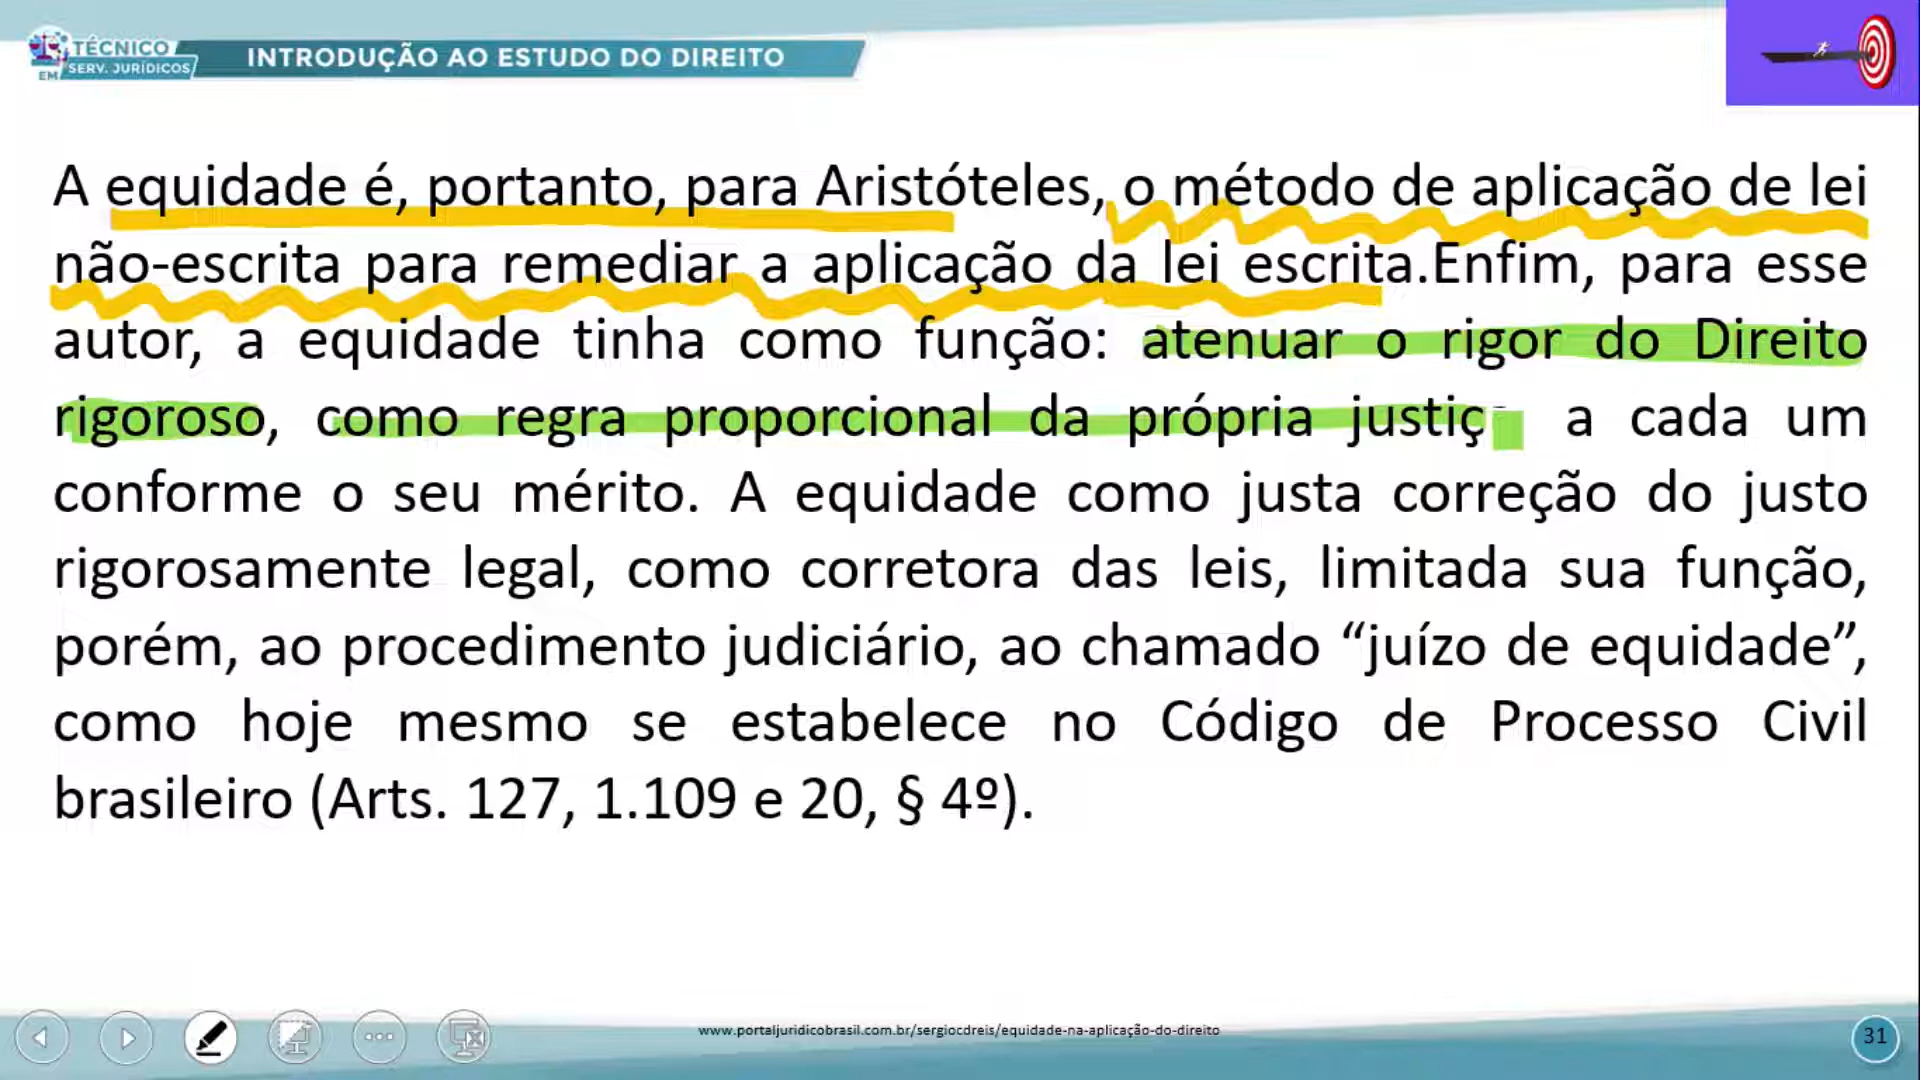 TÉCNICO
EM SERV. JURÍDICOS
INTRODUÇÃO AO ESTUDO DO DIREITO
A equidade é, portanto, para Aristóteles, o método de aplicação de lei
não-escrita para remediar a aplicação da lei escrita.Enfim, para esse
autor, a equidade tinha como função: atenuar o rigor do Direito
rigoroso, como regra proporcional da própria justiç a cada um
conforme o seu mérito. A equidade como justa correção do justo
rigorosamente legal, como corretora das leis, limitada sua função,
porém, ao procedimento judiciário, ao chamado “juízo de equidade”,
como hoje mesmo se estabelece no Código de Processo Civil
brasileiro (Arts. 127, 1.109 e 20, § 4º).
www.portaljuridicobrasil.com.br/sergiocdreis/equidade-na-aplicação-do-direito
31